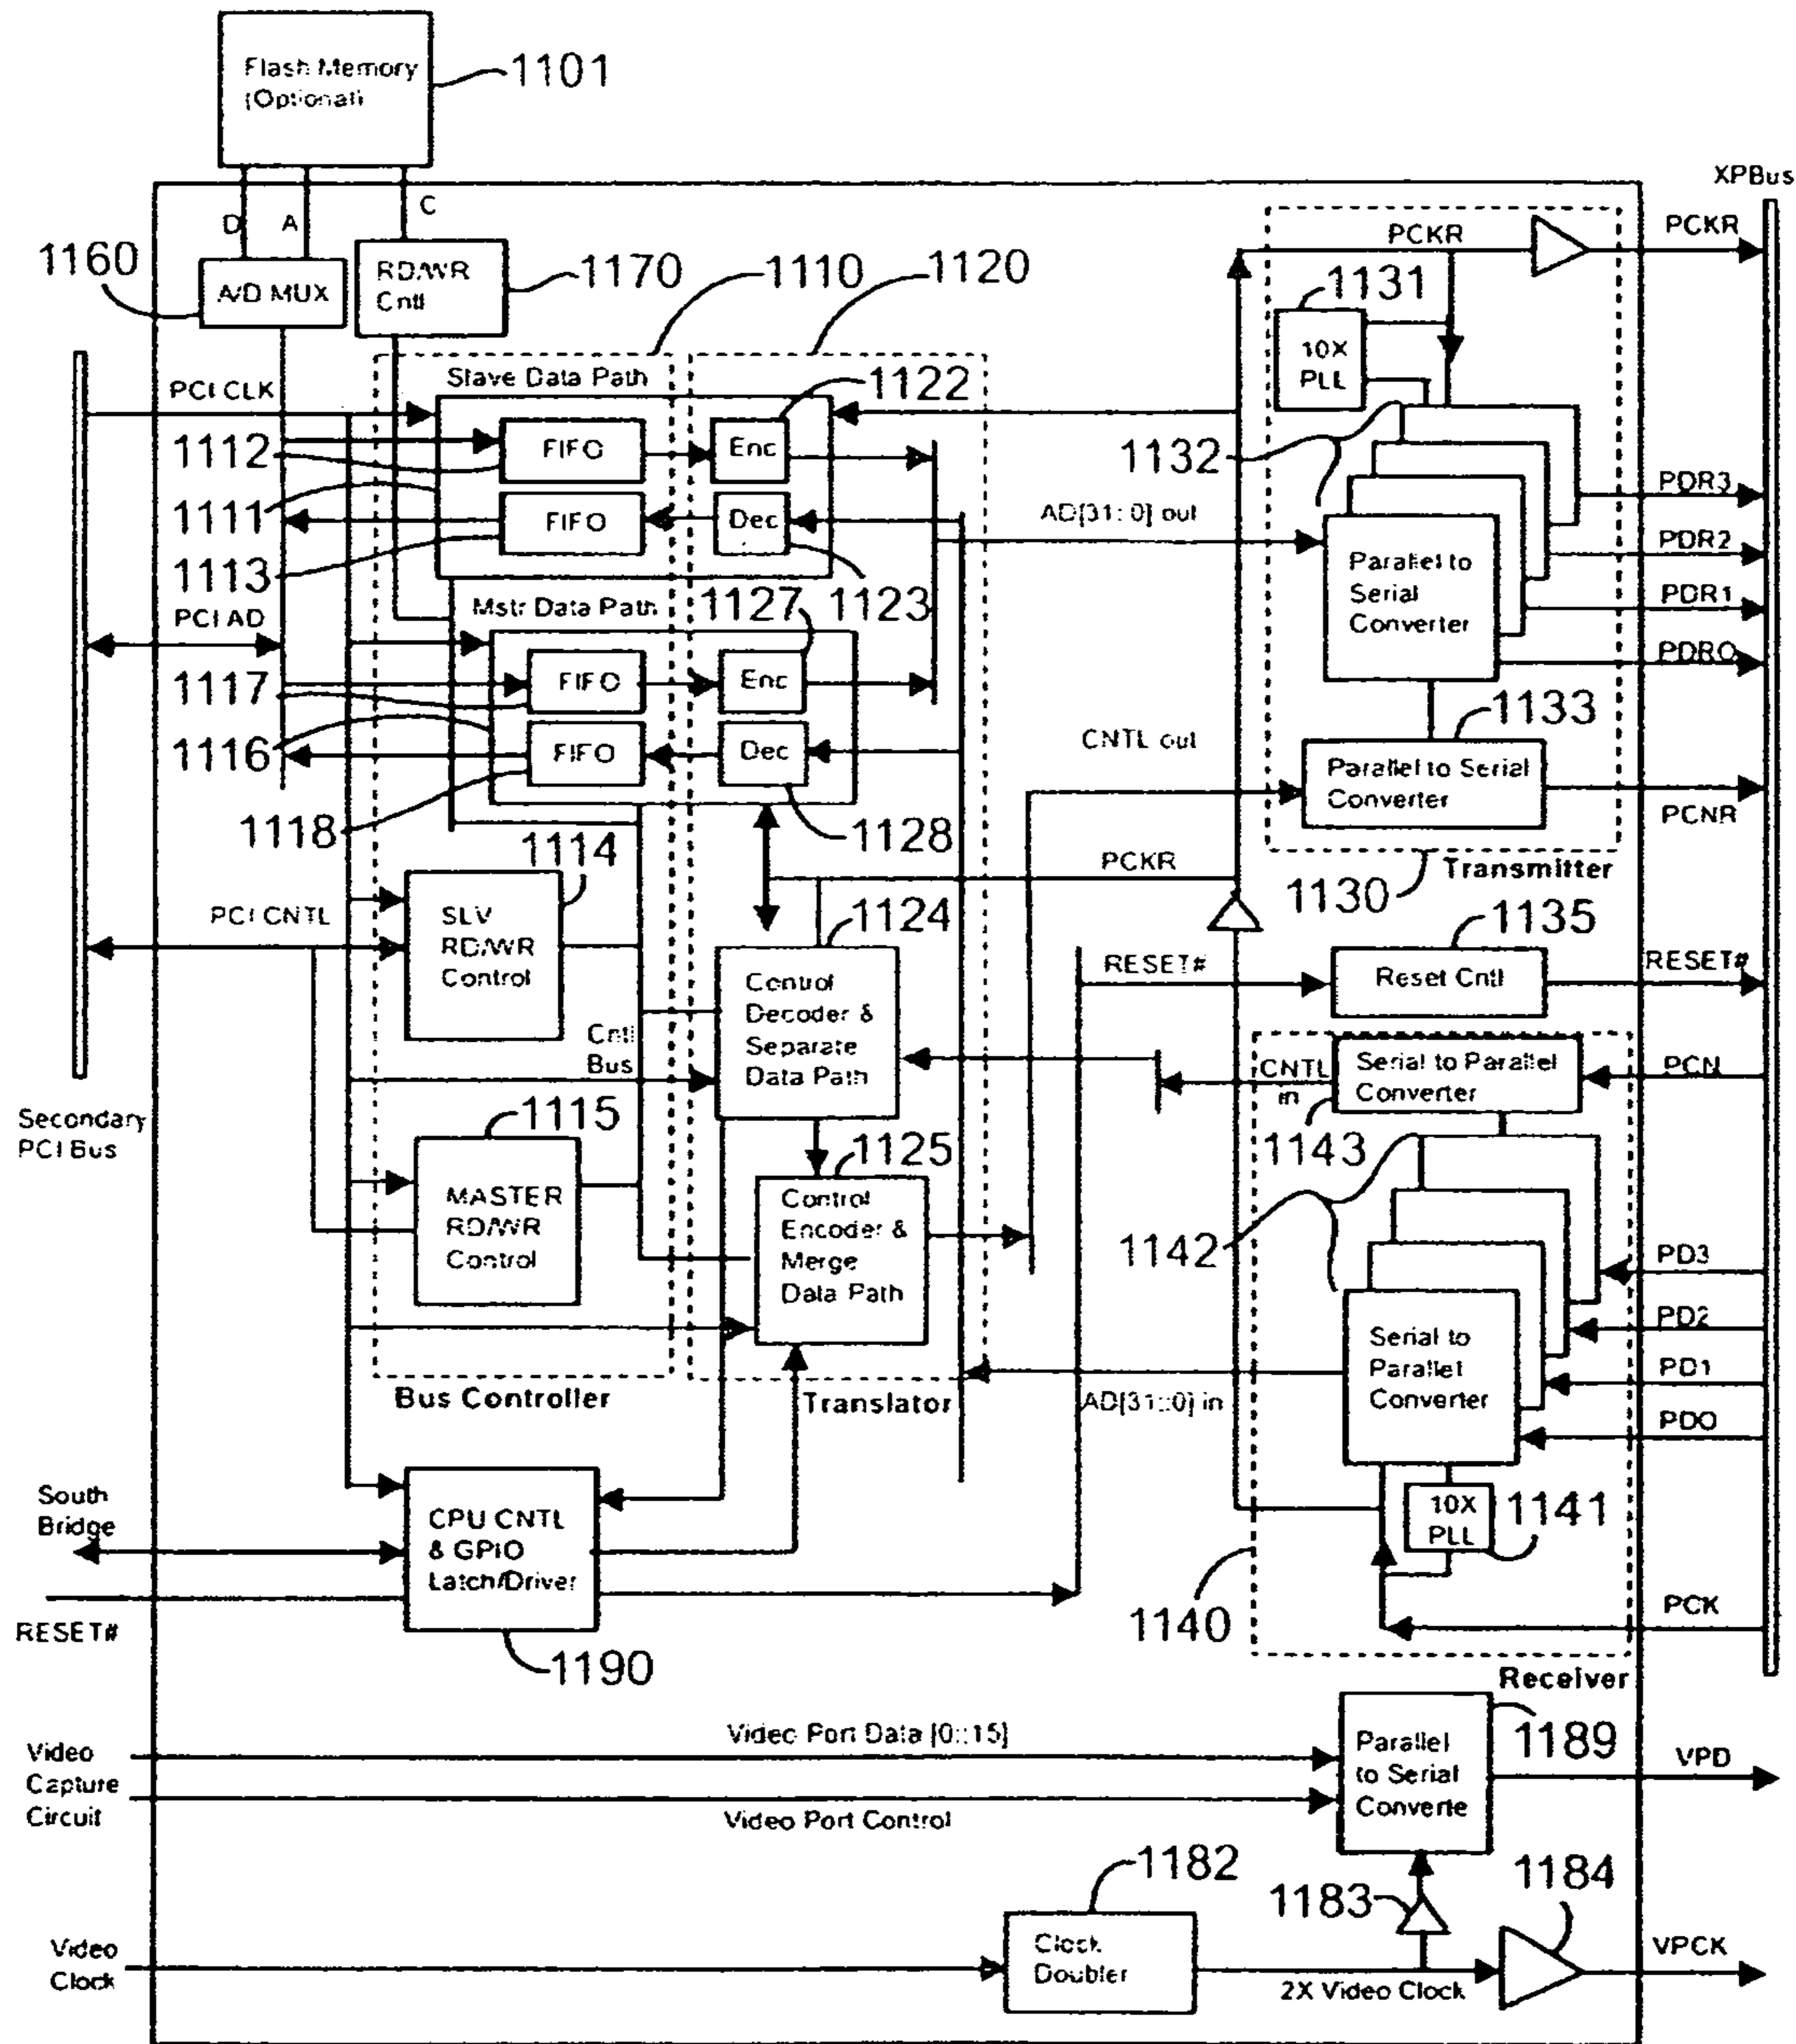 Flash Memory
(Optional)
1101
XPBus
D
A
C
1160
A/D MUX
RD/WR
Cntl
1170
1110
1120
PCKR
PCKR
1131
10X
PLL
PCI CLK
Slave Data Path
1122
1112
FIFO
Enc
1132
1111
FIFO
Dec
AD[31::0] out
PDR3
1113
PDR2
Parallel to
Serial
Converter
PCI AD
Mstr Data Path
1127
1123
PDR1
PDR0
1117
FIFO
Enc
1133
1116
FIFO
Dec
CNTL out
Parallel to Serial
Converter
PCNR
1118
1128
1114
PCKR
Transmitter
1130
PCI CNTL
SLV
RD/WR
Control
1124
1135
RESET#
Reset Cntl
RESET#
Control
Decoder &
Separate
Data Path
Cntl
Bus
CNTL
in
Serial to Parallel
Converter
PCN
Secondary
PCI Bus
1115
1125
1143
MASTER
RD/WR
Control
Control
Encoder &
Merge
Data Path
1142
PD3
PD2
Serial to
Parallel
Converter
PD1
Bus Controller
Translator
AD[31::0] in
PD0
South
Bridge
CPU CNTL
& GPIO
Latch/Driver
10X
PLL
1141
RESET#
1140
PCK
1190
Receiver
Video Port Data [0::15]
1189
Video
Capture
Circuit
Parallel
to Serial
Converte
VPD
Video Port Control
1182
1183
1184
Video
Clock
Clock
Doubler
2X Video Clock
VPCK